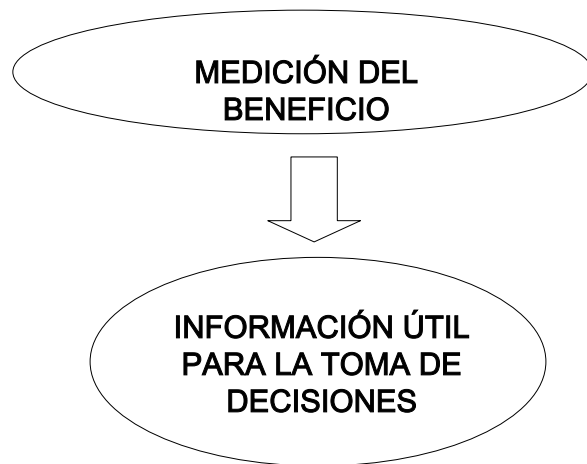 MEDICIÓN DEL
BENEFICIO
INFORMACIÓN ÚTIL
PARA LA TOMA DE
DECISIONES